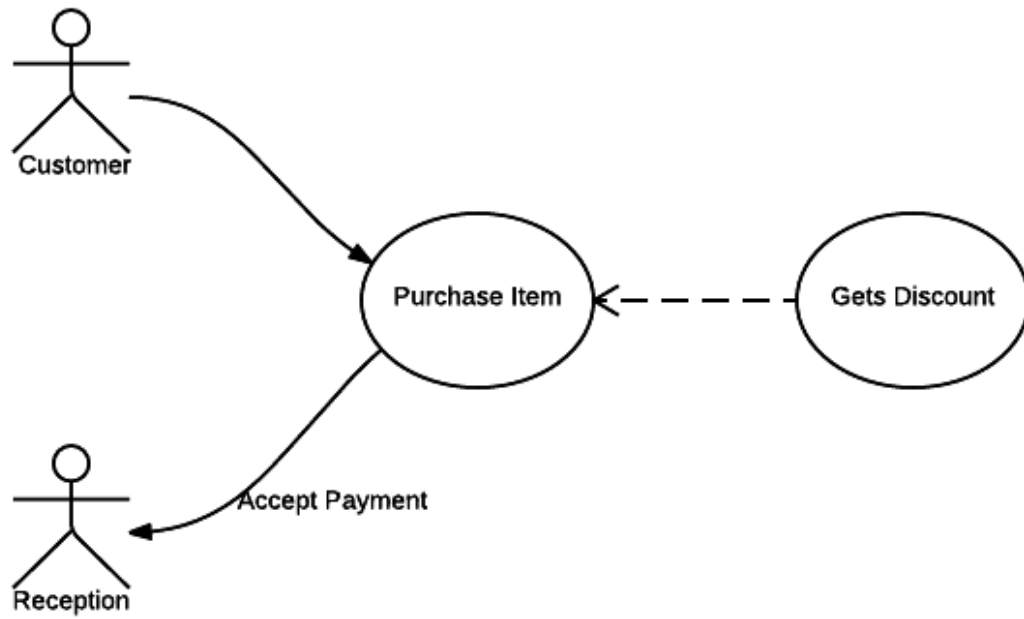 Customer
Purchase Item
Gets Discount
Accept Payment
Reception